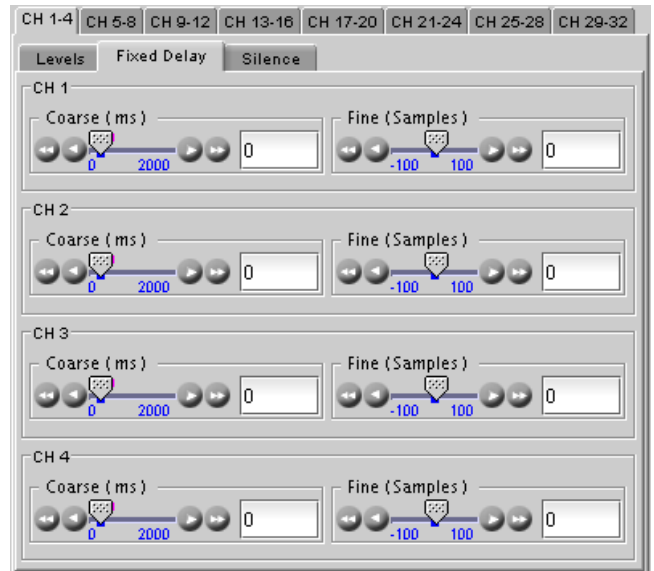 CH 1-4 CH 5-8 CH 9-12 CH 13-16 CH 17-20 CH 21-24 CH 25-28 CH 29-32
Levels Fixed Delay Silence
CH 1
Coarse (ms) Fine (Samples)
0 0
0 2000 -100 100
CH 2
Coarse (ms) Fine (Samples)
0 0
0 2000 -100 100
CH 3
Coarse (ms) Fine (Samples)
0 0
0 2000 -100 100
CH 4
Coarse (ms) Fine (Samples)
0 0
0 2000 -100 100